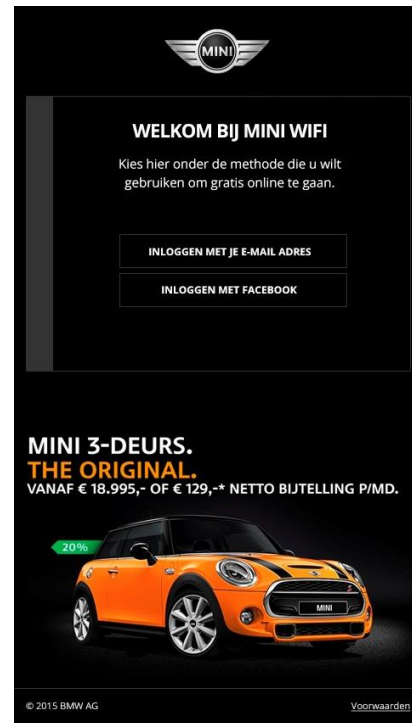 MINI
WELKOM BIJ MINI WIFI
Kies hier onder de methode die u wilt
gebruiken om gratis online te gaan.
INLOGGEN MET JE E-MAIL ADRES
INLOGGEN MET FACEBOOK
MINI 3-DEURS.
THE ORIGINAL.
VANAF € 18.995,- OF € 129,-* NETTO BIJTELLING P/MD.
20%
S
MINI
© 2015 BMW AG
Voorwaarden